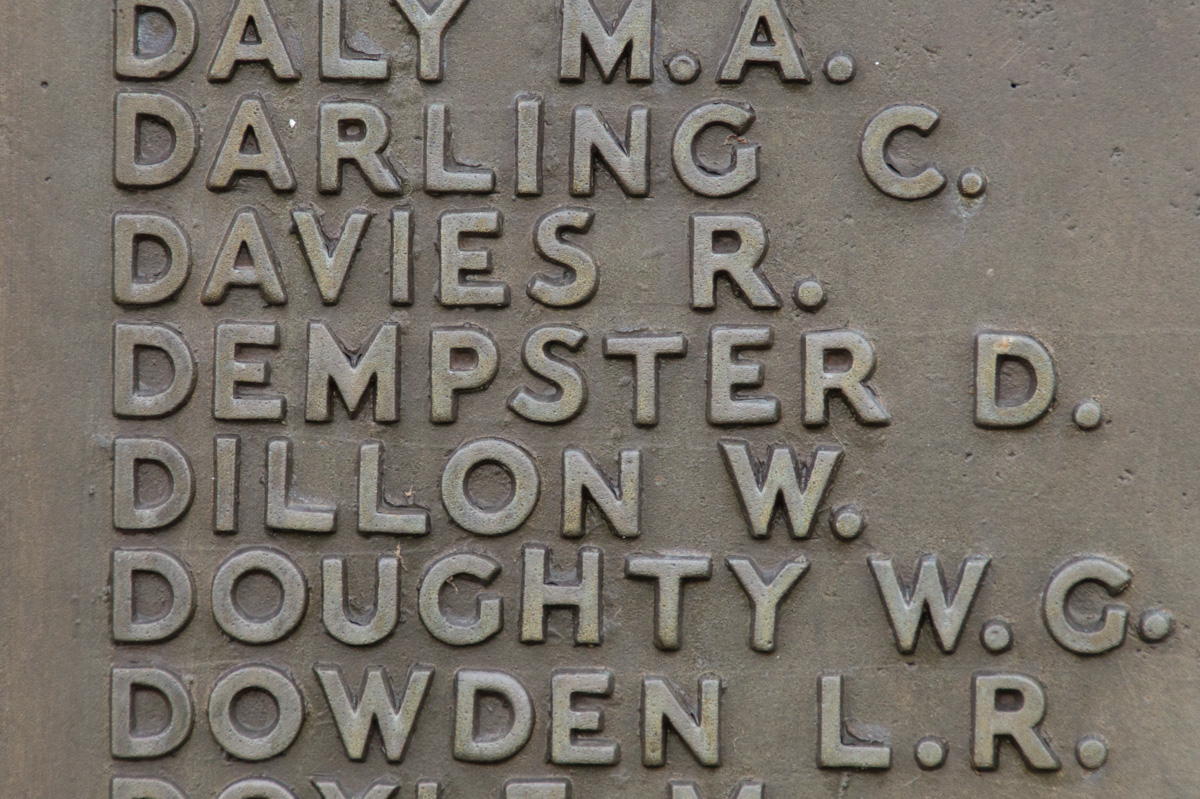 DALY M.A.
DARLING C.
DAVIES R.
DEMPSTER D.
DILLON W.
DOUGHTY W.G.
DOWDEN L.R.